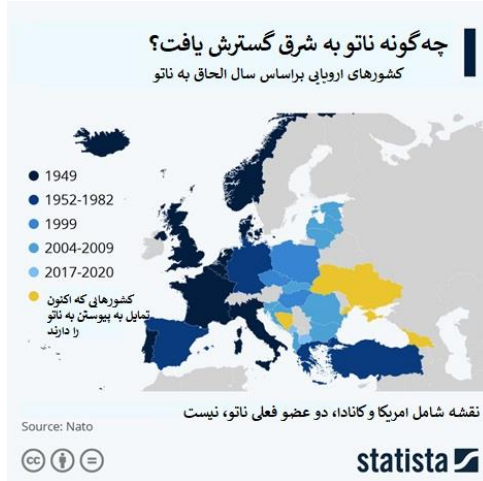 چه‌گونه ناتو به شرق گسترش یافت؟
کشورهای اروپایی براساس سال الحاق به ناتو
1949
1952-1982
1999
2004-2009
2017-2020
کشورهایی که اکنون
تمایل به پیوستن به ناتو
را دارند
نقشه شامل امریکا و کانادا، دو عضو فعلی ناتو، نیست
Source: Nato
cc
statista